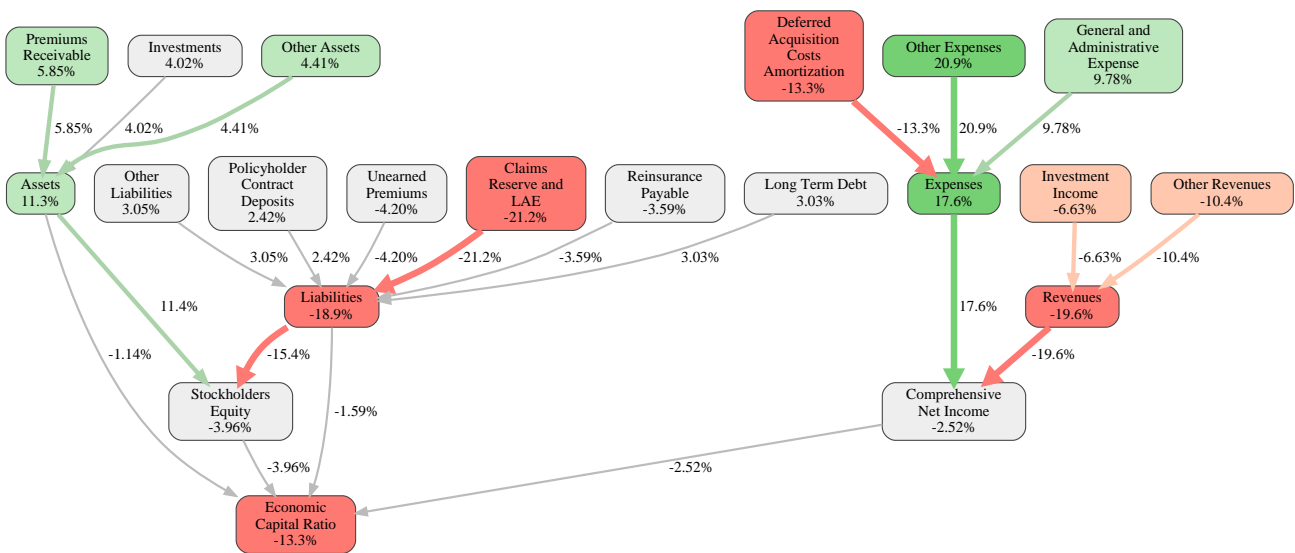 Premiums
Receivable
5.85%
Investments
4.02%
Other Assets
4.41%
Deferred
Acquisition
Costs
Amortization
-13.3%
Other Expenses
20.9%
General and
Administrative
Expense
9.78%
5.85%
4.02%
4.41%
-13.3%
20.9%
9.78%
Assets
11.3%
Other
Liabilities
3.05%
Policyholder
Contract
Deposits
2.42%
Unearned
Premiums
-4.20%
Claims
Reserve and
LAE
-21.2%
Reinsurance
Payable
-3.59%
Long Term Debt
3.03%
Expenses
17.6%
Investment
Income
-6.63%
Other Revenues
-10.4%
3.05%
2.42%
-4.20%
-21.2%
-3.59%
3.03%
-6.63%
-10.4%
11.4%
Liabilities
-18.9%
17.6%
Revenues
-19.6%
-1.14%
-15.4%
-19.6%
Stockholders
Equity
-3.96%
-1.59%
Comprehensive
Net Income
-2.52%
-3.96%
-2.52%
Economic
Capital Ratio
-13.3%